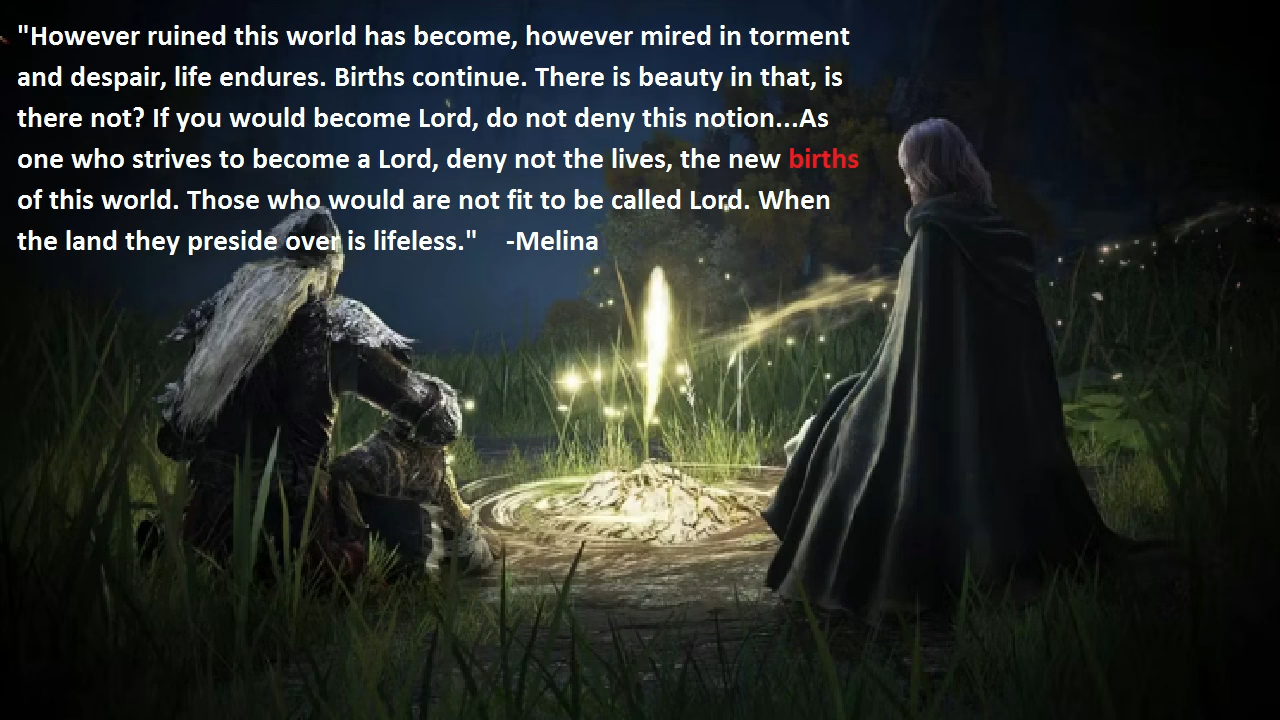 "However ruined this world has become, however mired in torment
and despair, life endures. Births continue. There is beauty in that, is
there not? If you would become Lord, do not deny this notion...As
one who strives to become a Lord, deny not the lives, the new births
of this world. Those who would are not fit to be called Lord. When
the land they preside over is lifeless."    -Melina